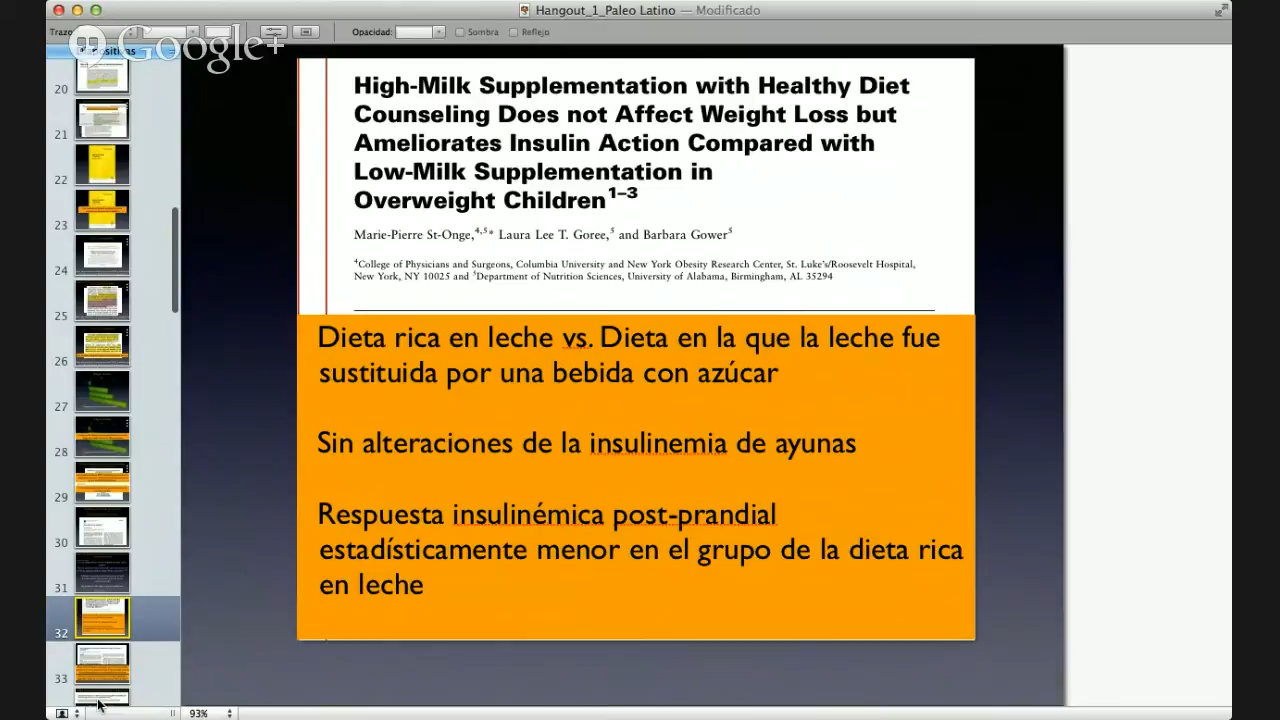 Hangout_1_Paleo Latino — Modificado
Trazo
Opacidad:
Sombra
Reflejo
Google+
20
21
22
23
24
25
26
27
28
29
30
31
32
33
High-Milk Supplementation with Healthy Diet
Counseling Does not Affect Weight Loss but
Ameliorates Insulin Action Compared with
Low-Milk Supplementation in
Overweight Children1–3
Marie-Pierre St-Onge,4,5* Laura Lee T. Goree,5 and Barbara Gower5
4College of Physicians and Surgeons, Columbia University and New York Obesity Research Center, St. Luke's/Roosevelt Hospital,
New York, NY 10025 and 5Department of Nutrition Sciences, University of Alabama, Birmingham, AL 35294
Dieta rica en leche vs. Dieta en la que la leche fue
sustituida por una bebida con azúcar
Sin alteraciones de la insulinemia de ayunas
Respuesta insulinémica post-prandial
estadísticamente menor en el grupo de la dieta rica
en leche
93%